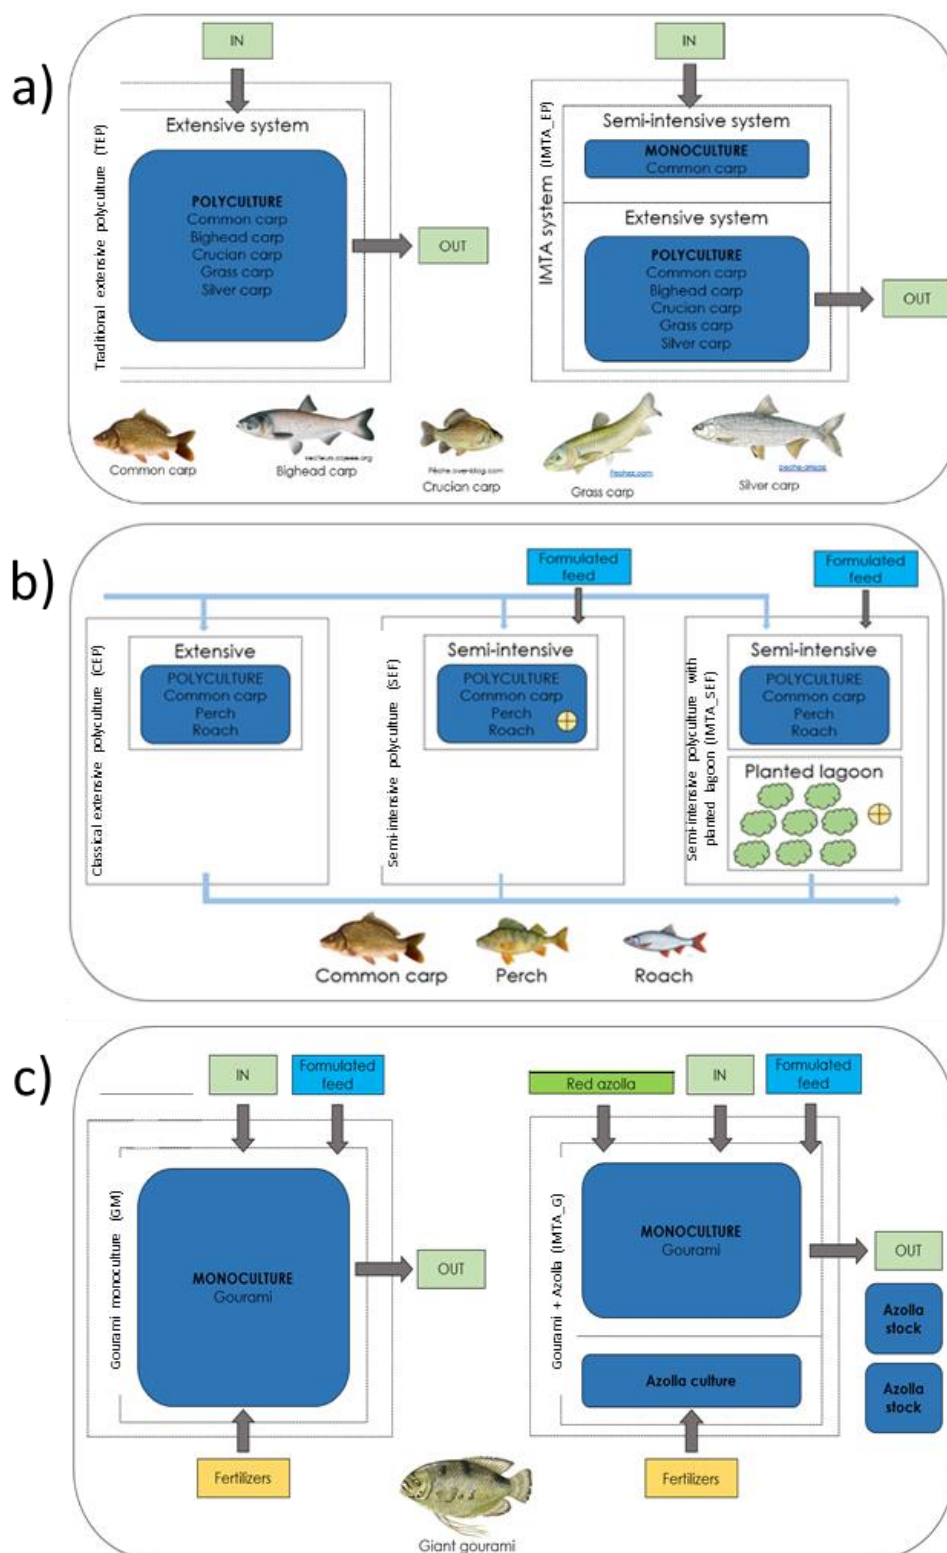 a)
IN
Traditional extensive polyculture (TEP)
Extensive system
POLYCULTURE
Common carp
Bighead carp
Crucian carp
Grass carp
Silver carp
OUT
IN
IMTA system (IMTA_EP)
Semi-intensive system
MONOCULTURE
Common carp
Extensive system
POLYCULTURE
Common carp
Bighead carp
Crucian carp
Grass carp
Silver carp
OUT
Common carp
Bighead carp
Pêche.over-blog.com
Crucian carp
Grass carp
Silver carp
b)
Formulated
feed
Formulated
feed
Classical extensive polyculture (CEP)
Extensive
POLYCULTURE
Common carp
Perch
Roach
Semi-intensive polyculture (SEF)
Semi-intensive
POLYCULTURE
Common carp
Perch
Roach
Semi-intensive polyculture with
planted lagoon (IMTA_SEF)
Semi-intensive
POLYCULTURE
Common carp
Perch
Roach
Planted lagoon
Common carp
Perch
Roach
c)
IN
Formulated
feed
Gourami monoculture (GM)
MONOCULTURE
Gourami
OUT
Fertilizers
Red azolla
IN
Formulated
feed
Gourami + Azolla (IMTA_G)
MONOCULTURE
Gourami
Azolla culture
OUT
Azolla
stock
Azolla
stock
Fertilizers
Giant gourami